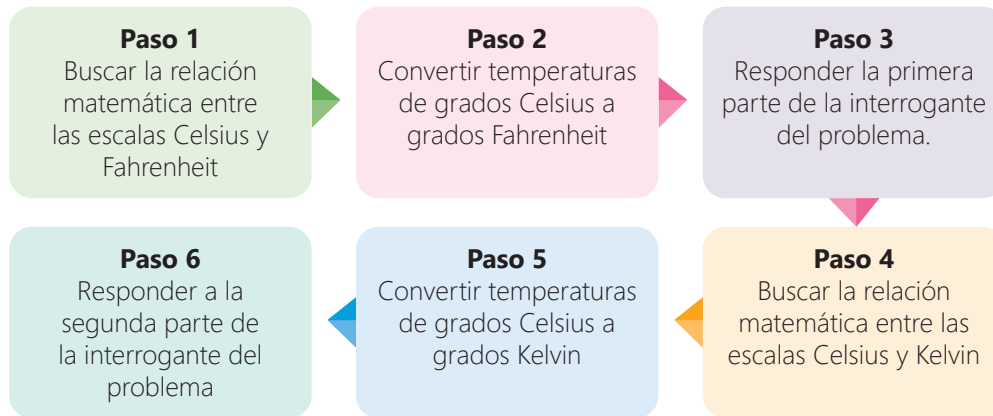 Paso 1
Buscar la relación
matemática entre
las escalas Celsius y
Fahrenheit
Paso 2
Convertir temperaturas
de grados Celsius a
grados Fahrenheit
Paso 3
Responder la primera
parte de la interrogante
del problema.
Paso 4
Buscar la relación
matemática entre las
escalas Celsius y Kelvin
Paso 5
Convertir temperaturas
de grados Celsius a
grados Kelvin
Paso 6
Responder a la
segunda parte de
la interrogante del
problema